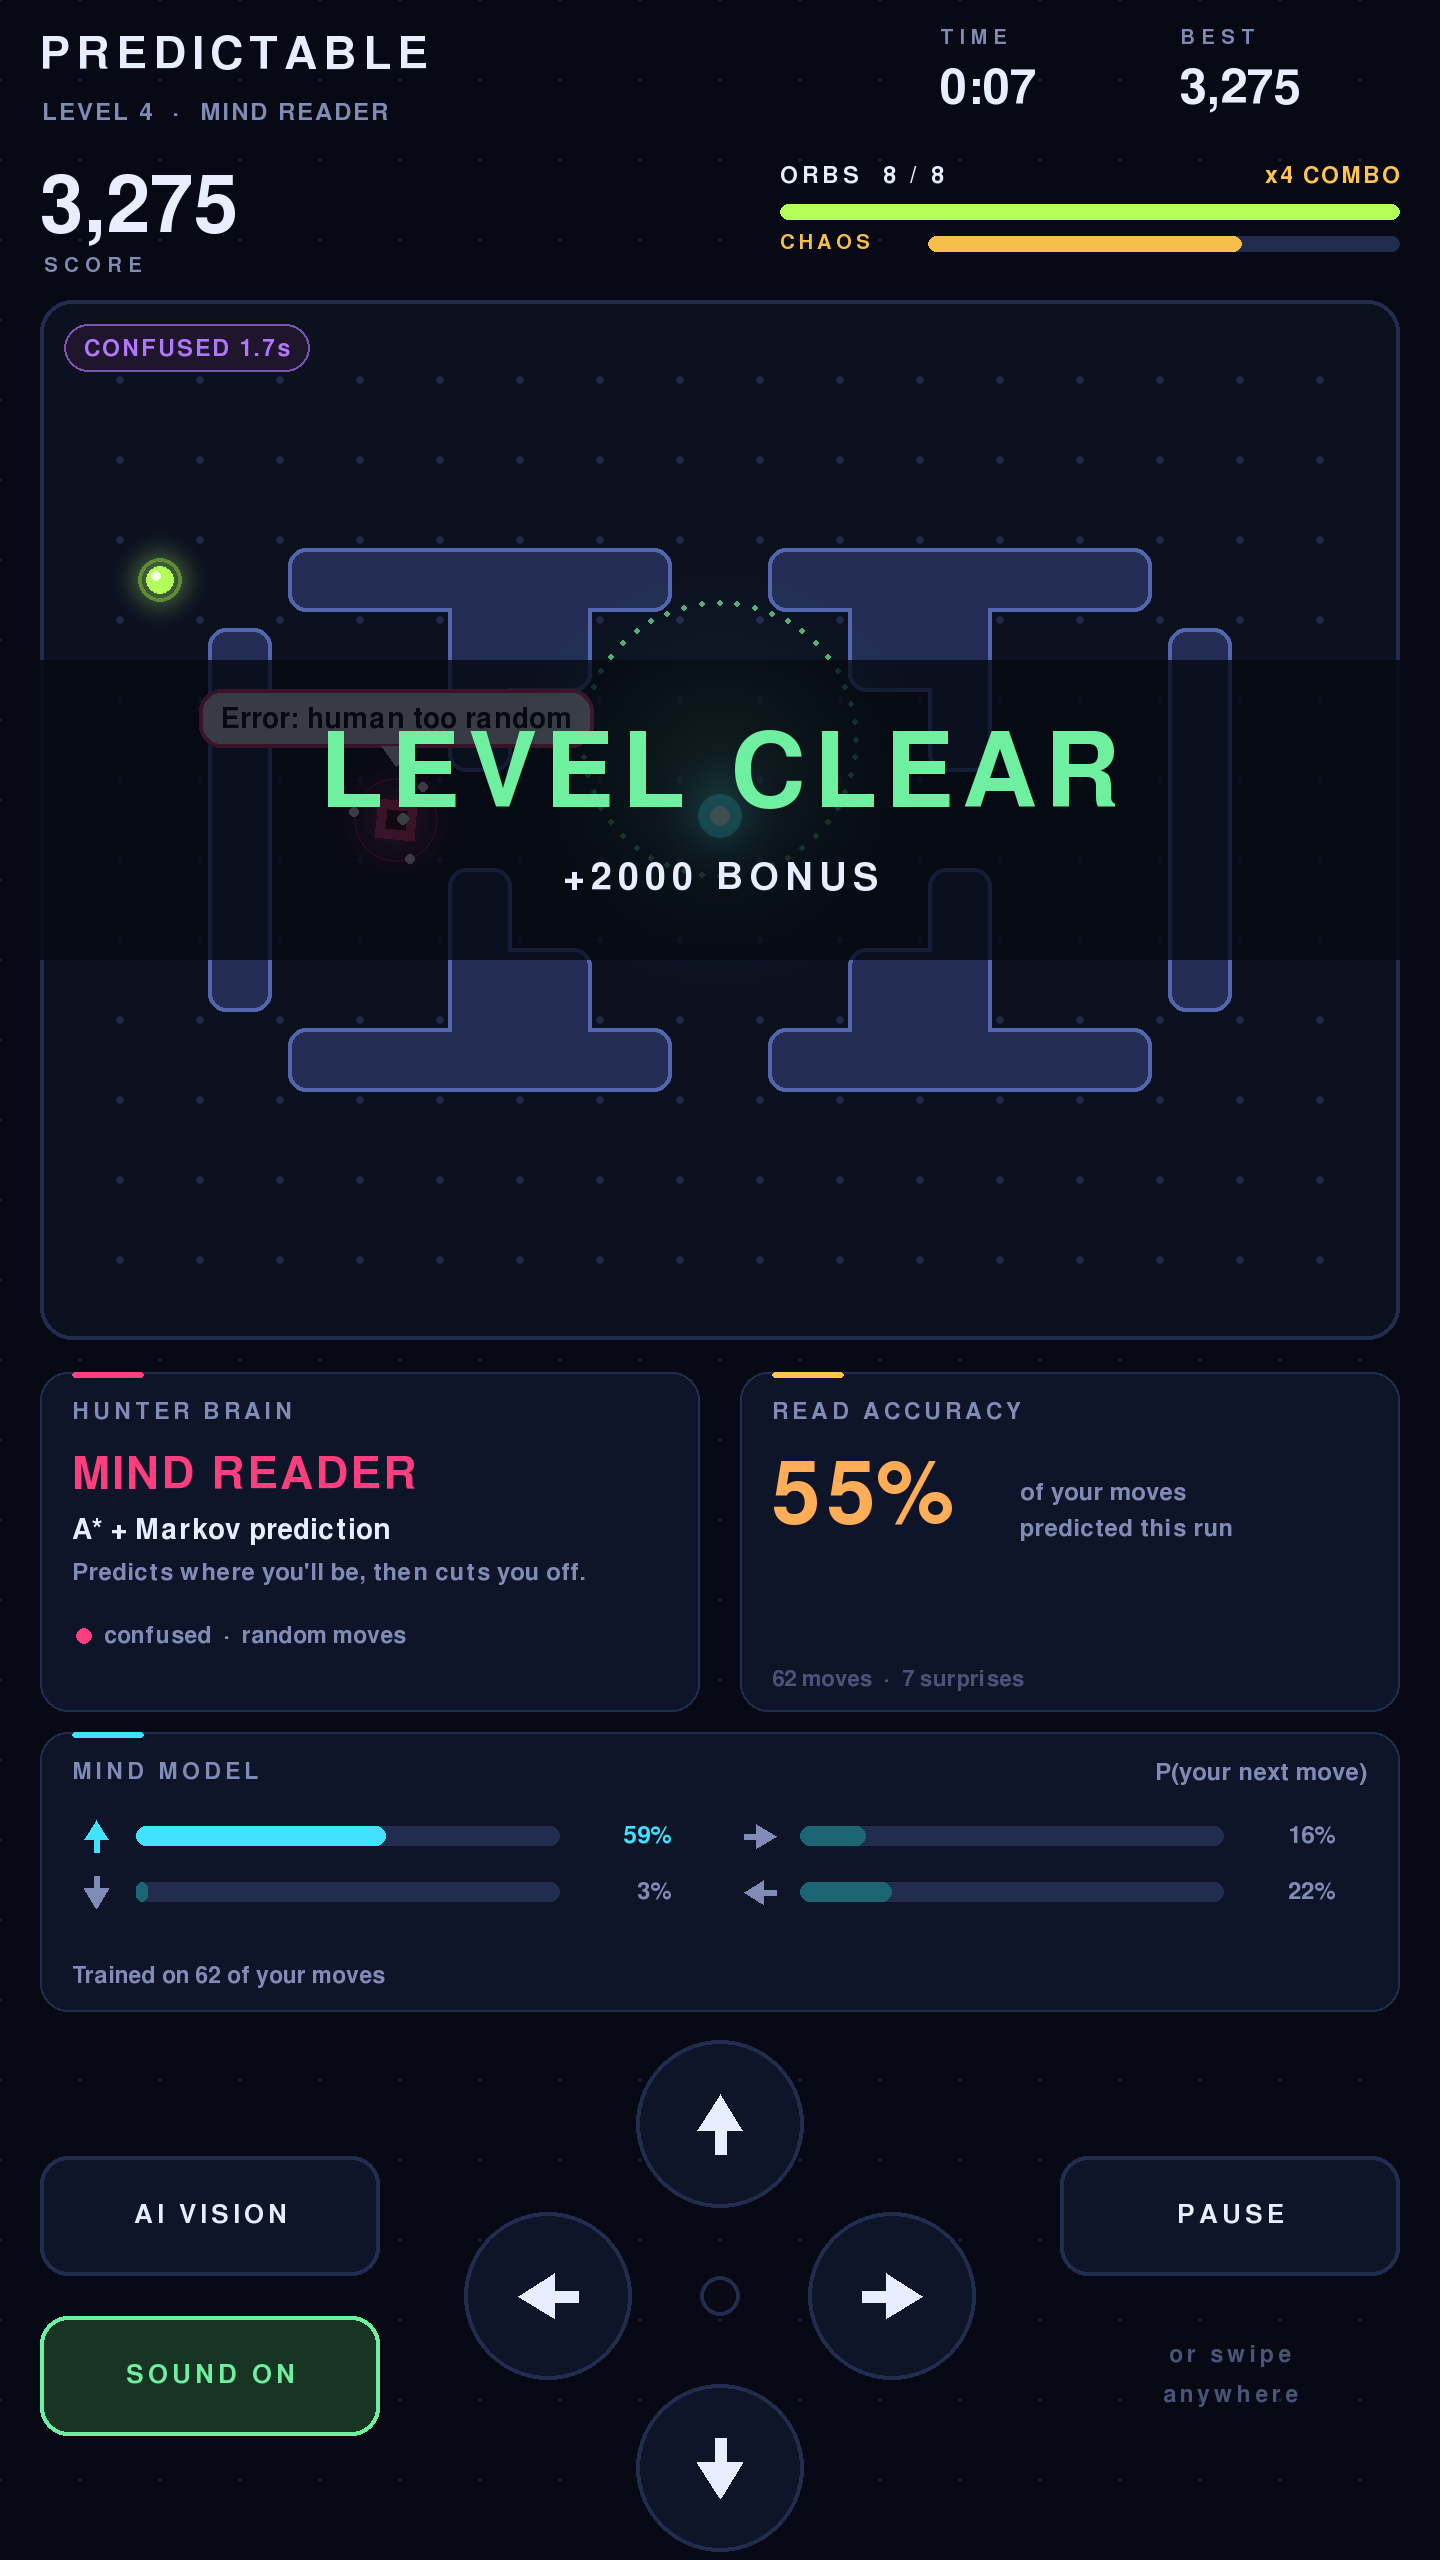 PREDICTABLE
LEVEL 4 · MIND READER
TIME
0:07
BEST
3,275
3,275
SCORE
ORBS 8 / 8
x4 COMBO
CHAOS
CONFUSED 1.7s
Error: human too random
LEVEL CLEAR
+2000 BONUS
HUNTER BRAIN
MIND READER
A* + Markov prediction
Predicts where you'll be, then cuts you off.
confused · random moves
READ ACCURACY
55%
of your moves
predicted this run
62 moves · 7 surprises
MIND MODEL
P(your next move)
59%
16%
3%
22%
Trained on 62 of your moves
AI VISION
PAUSE
SOUND ON
or swipe
anywhere